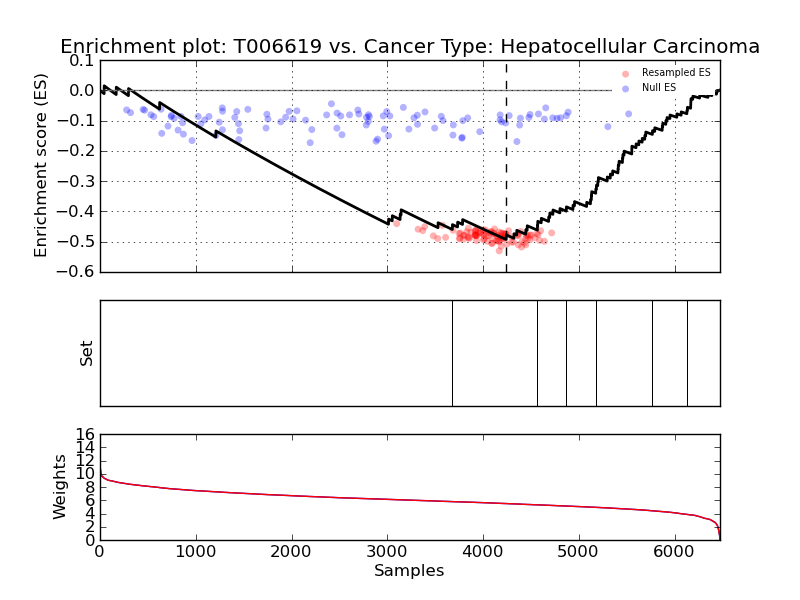 Enrichment plot: T006619 vs. Cancer Type: Hepatocellular Carcinoma
Enrichment score (ES)
0.1
0.0
−0.1
−0.2
−0.3
−0.4
−0.5
−0.6
Resampled ES
Null ES
Set
Weights
16
14
12
10
8
6
4
2
0
0 1000 2000 3000 4000 5000 6000
Samples